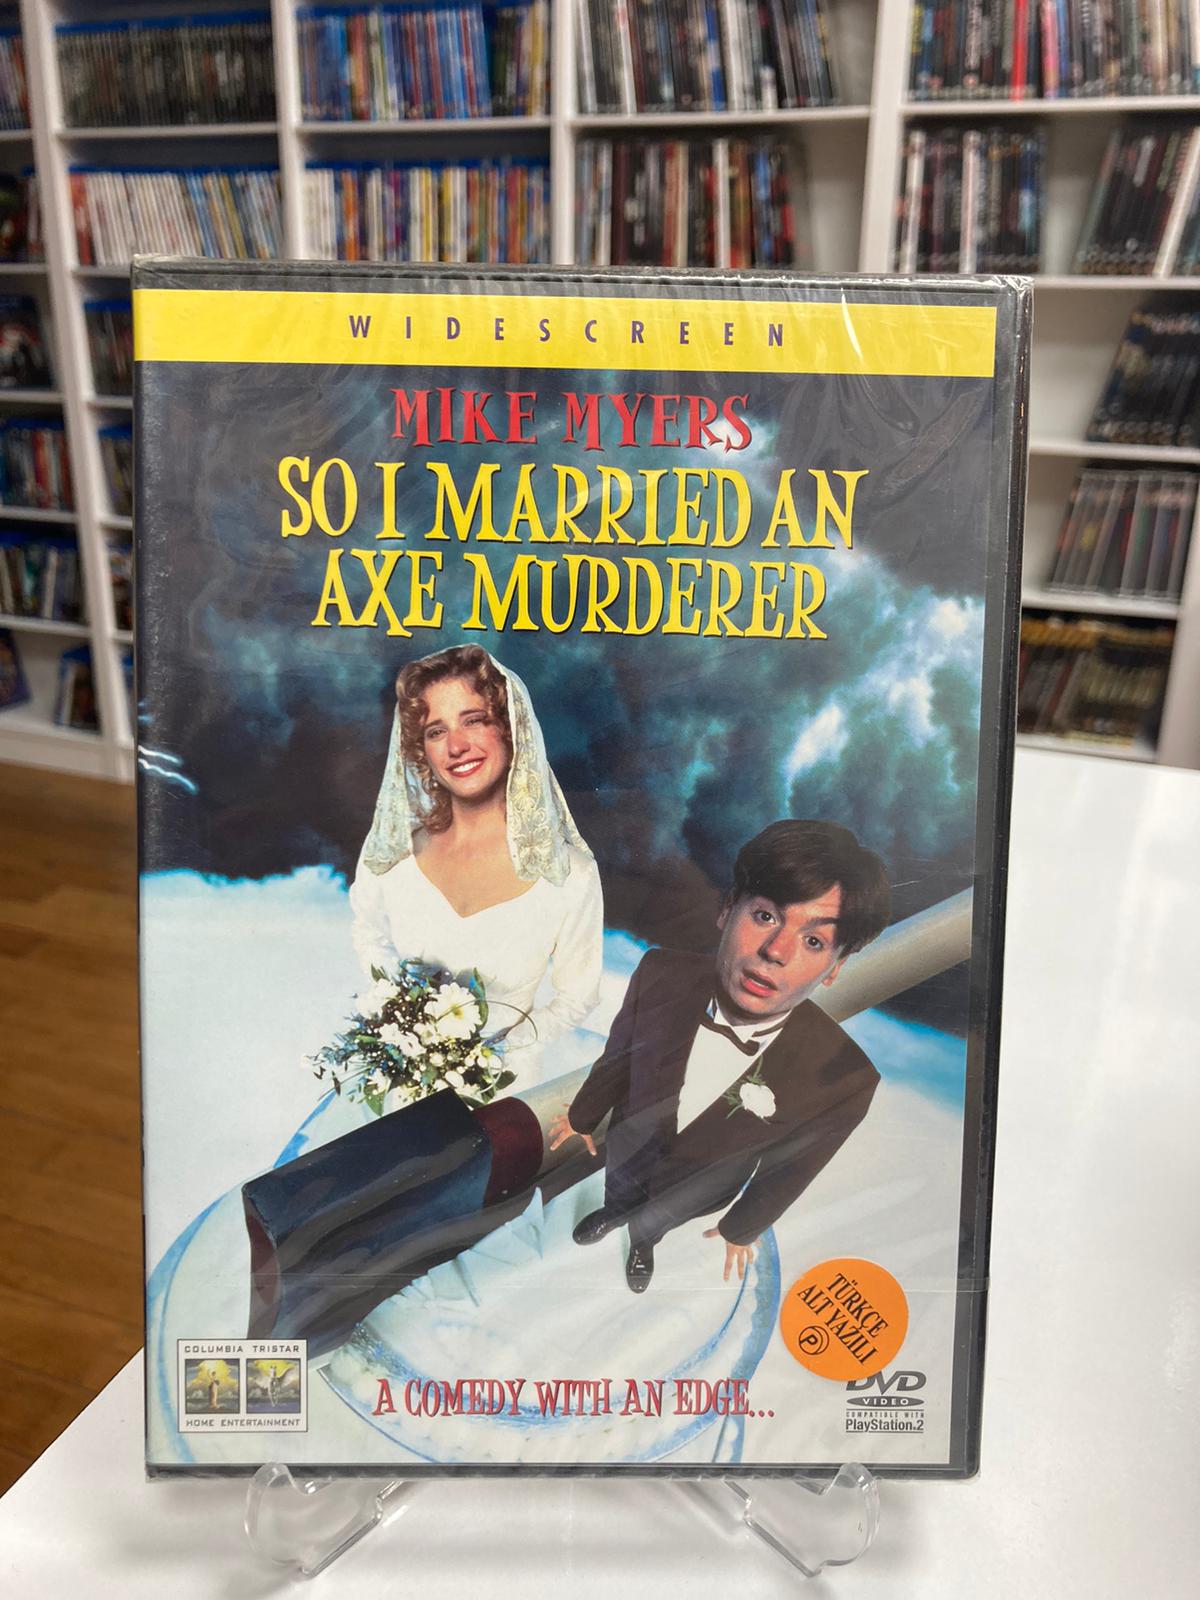 WIDESCREEN
MIKE MYERS
SO I MARRIED AN
AXE MURDERER
TÜRKÇE
ALT YAZILI
P
COLUMBIA TRISTAR
HOME ENTERTAINMENT
A COMEDY WITH AN EDGE...
DVD
VIDEO
COMPATIBLE WITH
PlayStation.2